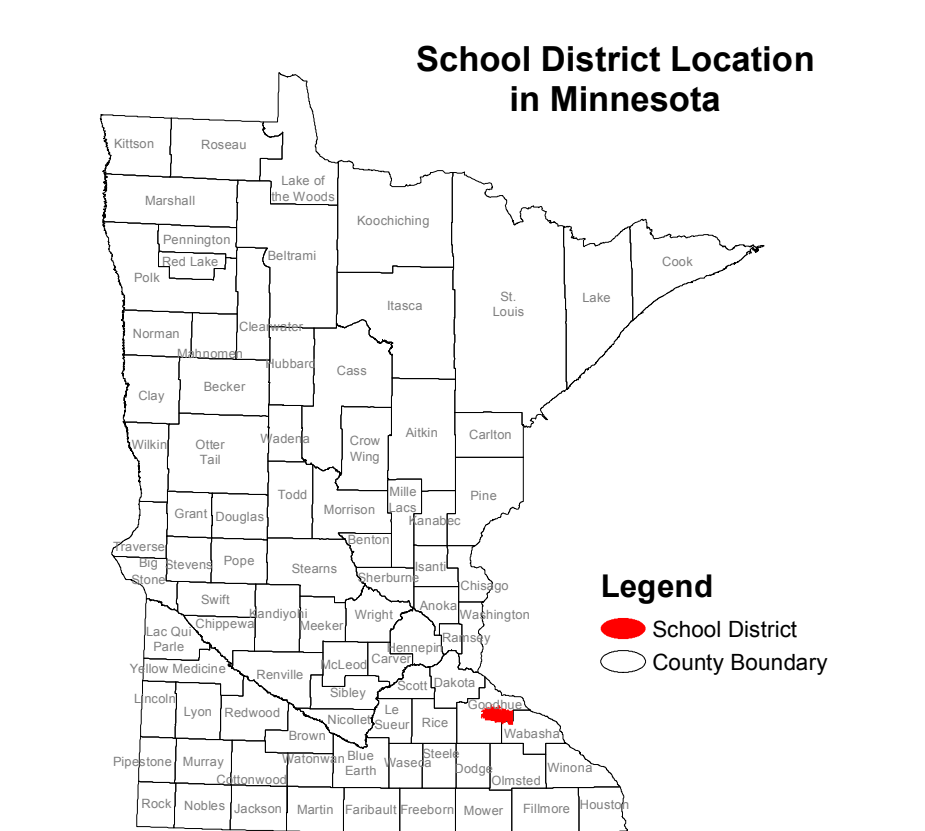 School District Location
in Minnesota
Kittson
Roseau
Lake of
the Woods
Marshall
Koochiching
Pennington
Red Lake
Beltrami
Polk
Cook
St.
Louis
Lake
Itasca
Norman
Clearwater
Mahnomen
Hubbard
Cass
Clay
Becker
Wilkin
Otter
Tail
Wadena
Crow
Wing
Aitkin
Carlton
Todd
Mille
Lacs
Pine
Grant
Douglas
Morrison
Kanabec
Traverse
Benton
Big
Stone
Stevens
Pope
Stearns
Isanti
Sherburne
Chisago
Swift
Kandiyohi
Meeker
Wright
Anoka
Washington
Chippewa
Lac Qui
Parle
Ramsey
Hennepin
Yellow Medicine
Renville
McLeod
Carver
Scott
Dakota
Sibley
Lincoln
Lyon
Redwood
Nicollet
Le
Sueur
Rice
Goodhue
Wabasha
Brown
Pipestone
Murray
Cottonwood
Watonwan
Blue
Earth
Waseca
Steele
Dodge
Olmsted
Winona
Rock
Nobles
Jackson
Martin
Faribault
Freeborn
Mower
Fillmore
Houston
Legend
School District
County Boundary